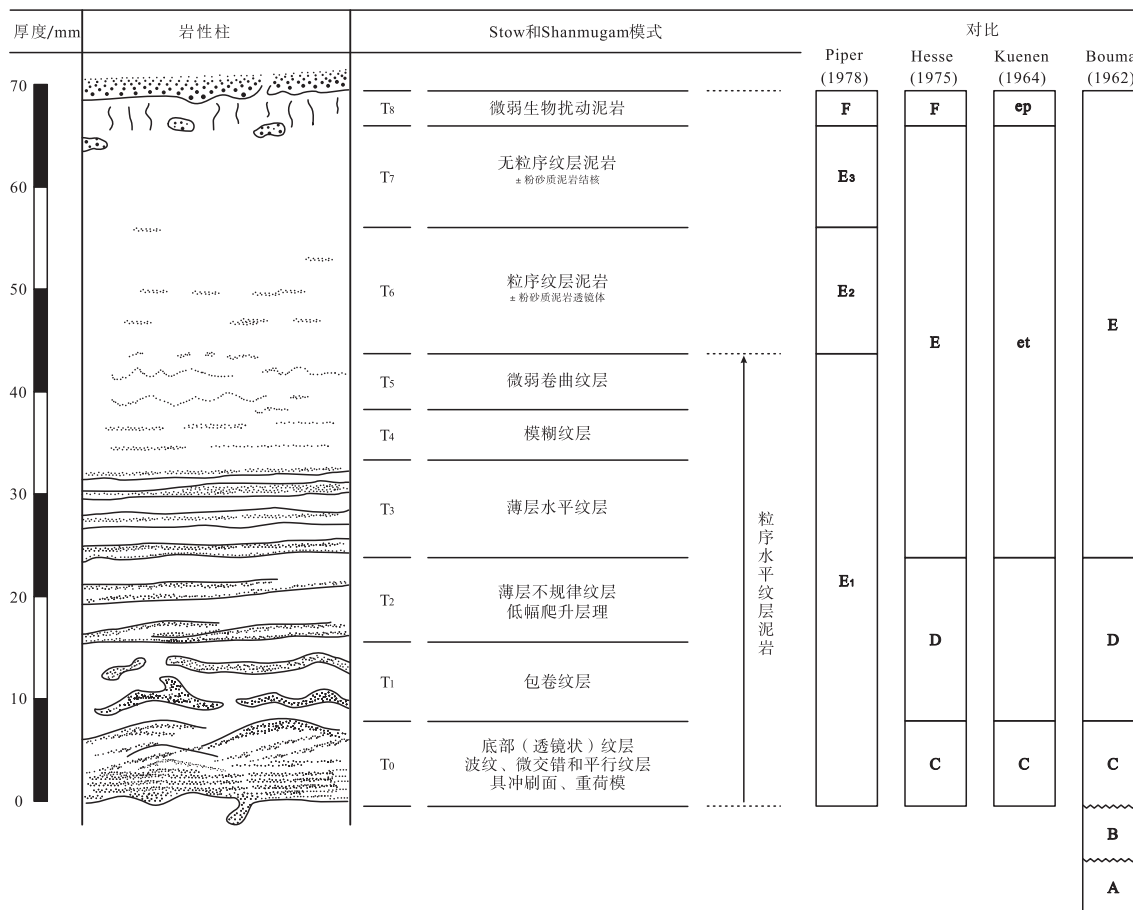 厚度/mm
岩性柱
Stow和Shanmugam模式
对比
Piper
(1978)
Hesse
(1975)
Kuenen
(1964)
Bouma
(1962)
70
60
50
40
30
20
10
0
T8
微弱生物扰动泥岩
T7
无粒序纹层泥岩
±粉砂质泥岩结核
T6
粒序纹层泥岩
±粉砂质泥岩透镜体
T5
微弱卷曲纹层
T4
模糊纹层
T3
薄层水平纹层
T2
薄层不规律纹层
低幅爬升层理
T1
包卷纹层
T0
底部（透镜状）纹层
波纹、微交错和平行纹层
具冲刷面、重荷模
粒序水平纹层泥岩
F
E3
E2
E1
F
E
D
C
ep
et
C
E
D
C
B
A